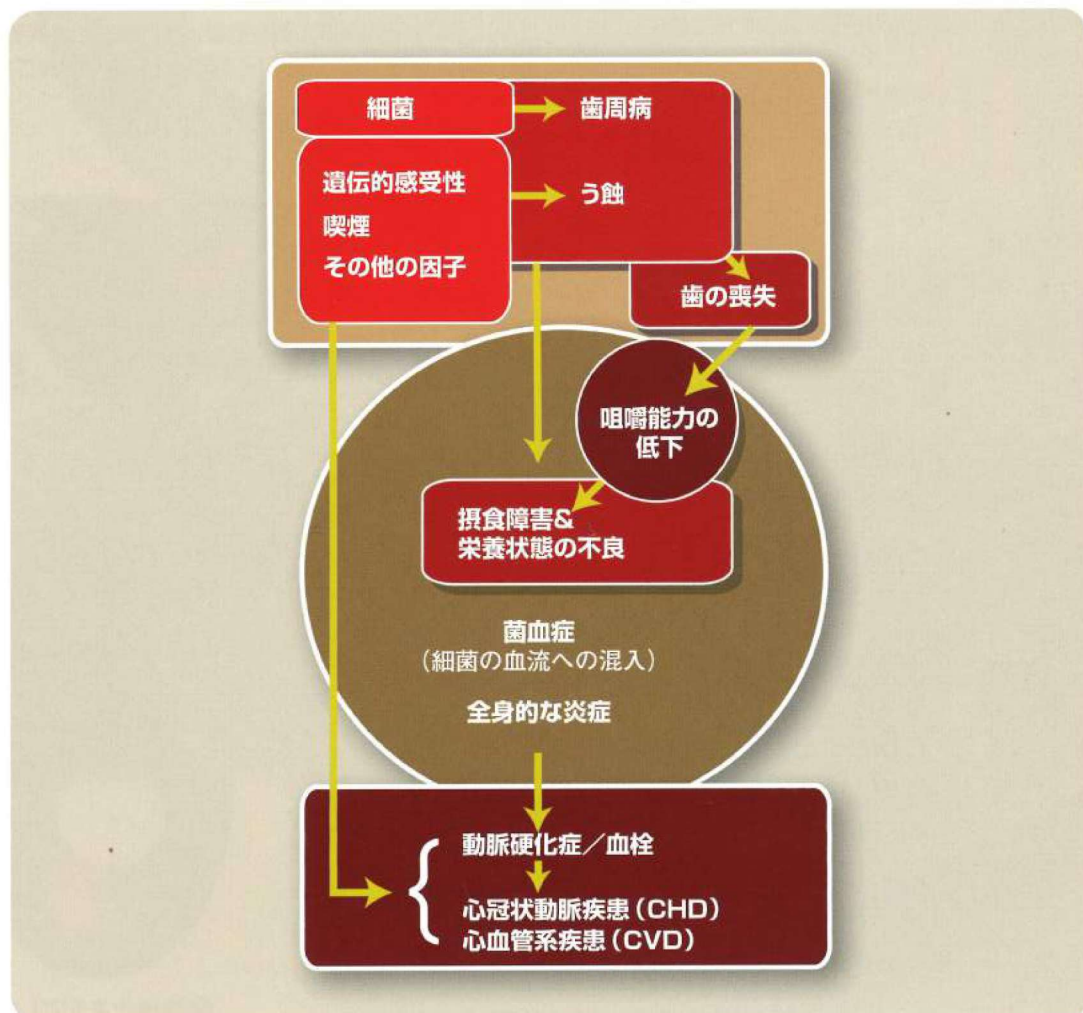 細菌
歯周病
遺伝的感受性
う蝕
喫煙
その他の因子
歯の喪失
咀嚼能力の
低下
摂食障害&
栄養状態の不良
菌血症
(細菌の血流への混入)
全身的な炎症
動脈硬化症／血栓
心冠状動脈疾患(CHD)
心血管系疾患(CVD)